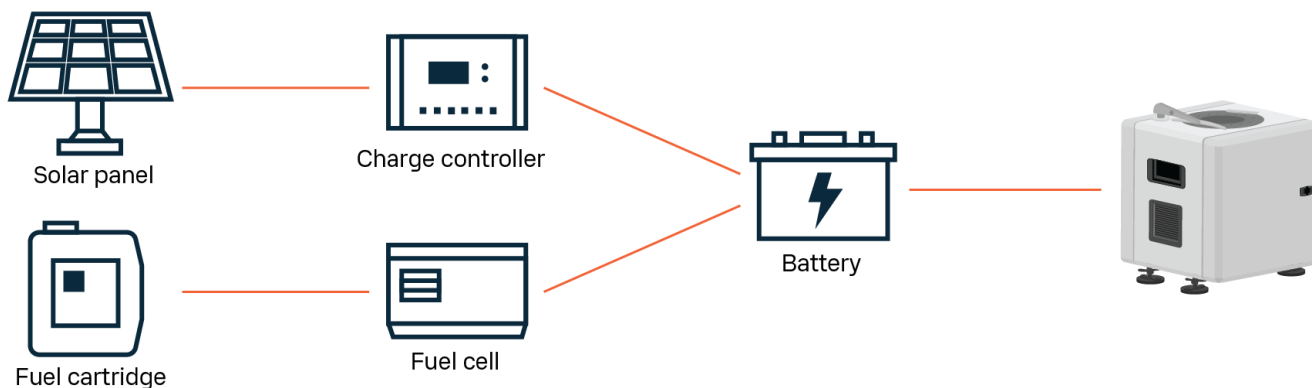 Solar panel
Charge controller
Battery
Fuel cartridge
Fuel cell